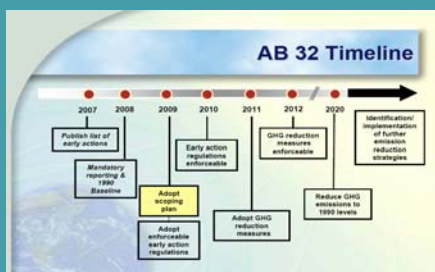 AB 32 Timeline
2007
2008
2009
2010
2011
2012
2020
Publish list of
early actions
Mandatory
reporting & 
1990
Baseline
Adopt
scoping
plan
Adopt
enforceable
early action
regulations
Early action
regulations
enforceable
Adopt GHG
reduction
measures
GHG reduction
measures
enforceable
Reduce GHG
emissions to
1990 levels
Identification/
implementation
of further
emission
reduction
strategies